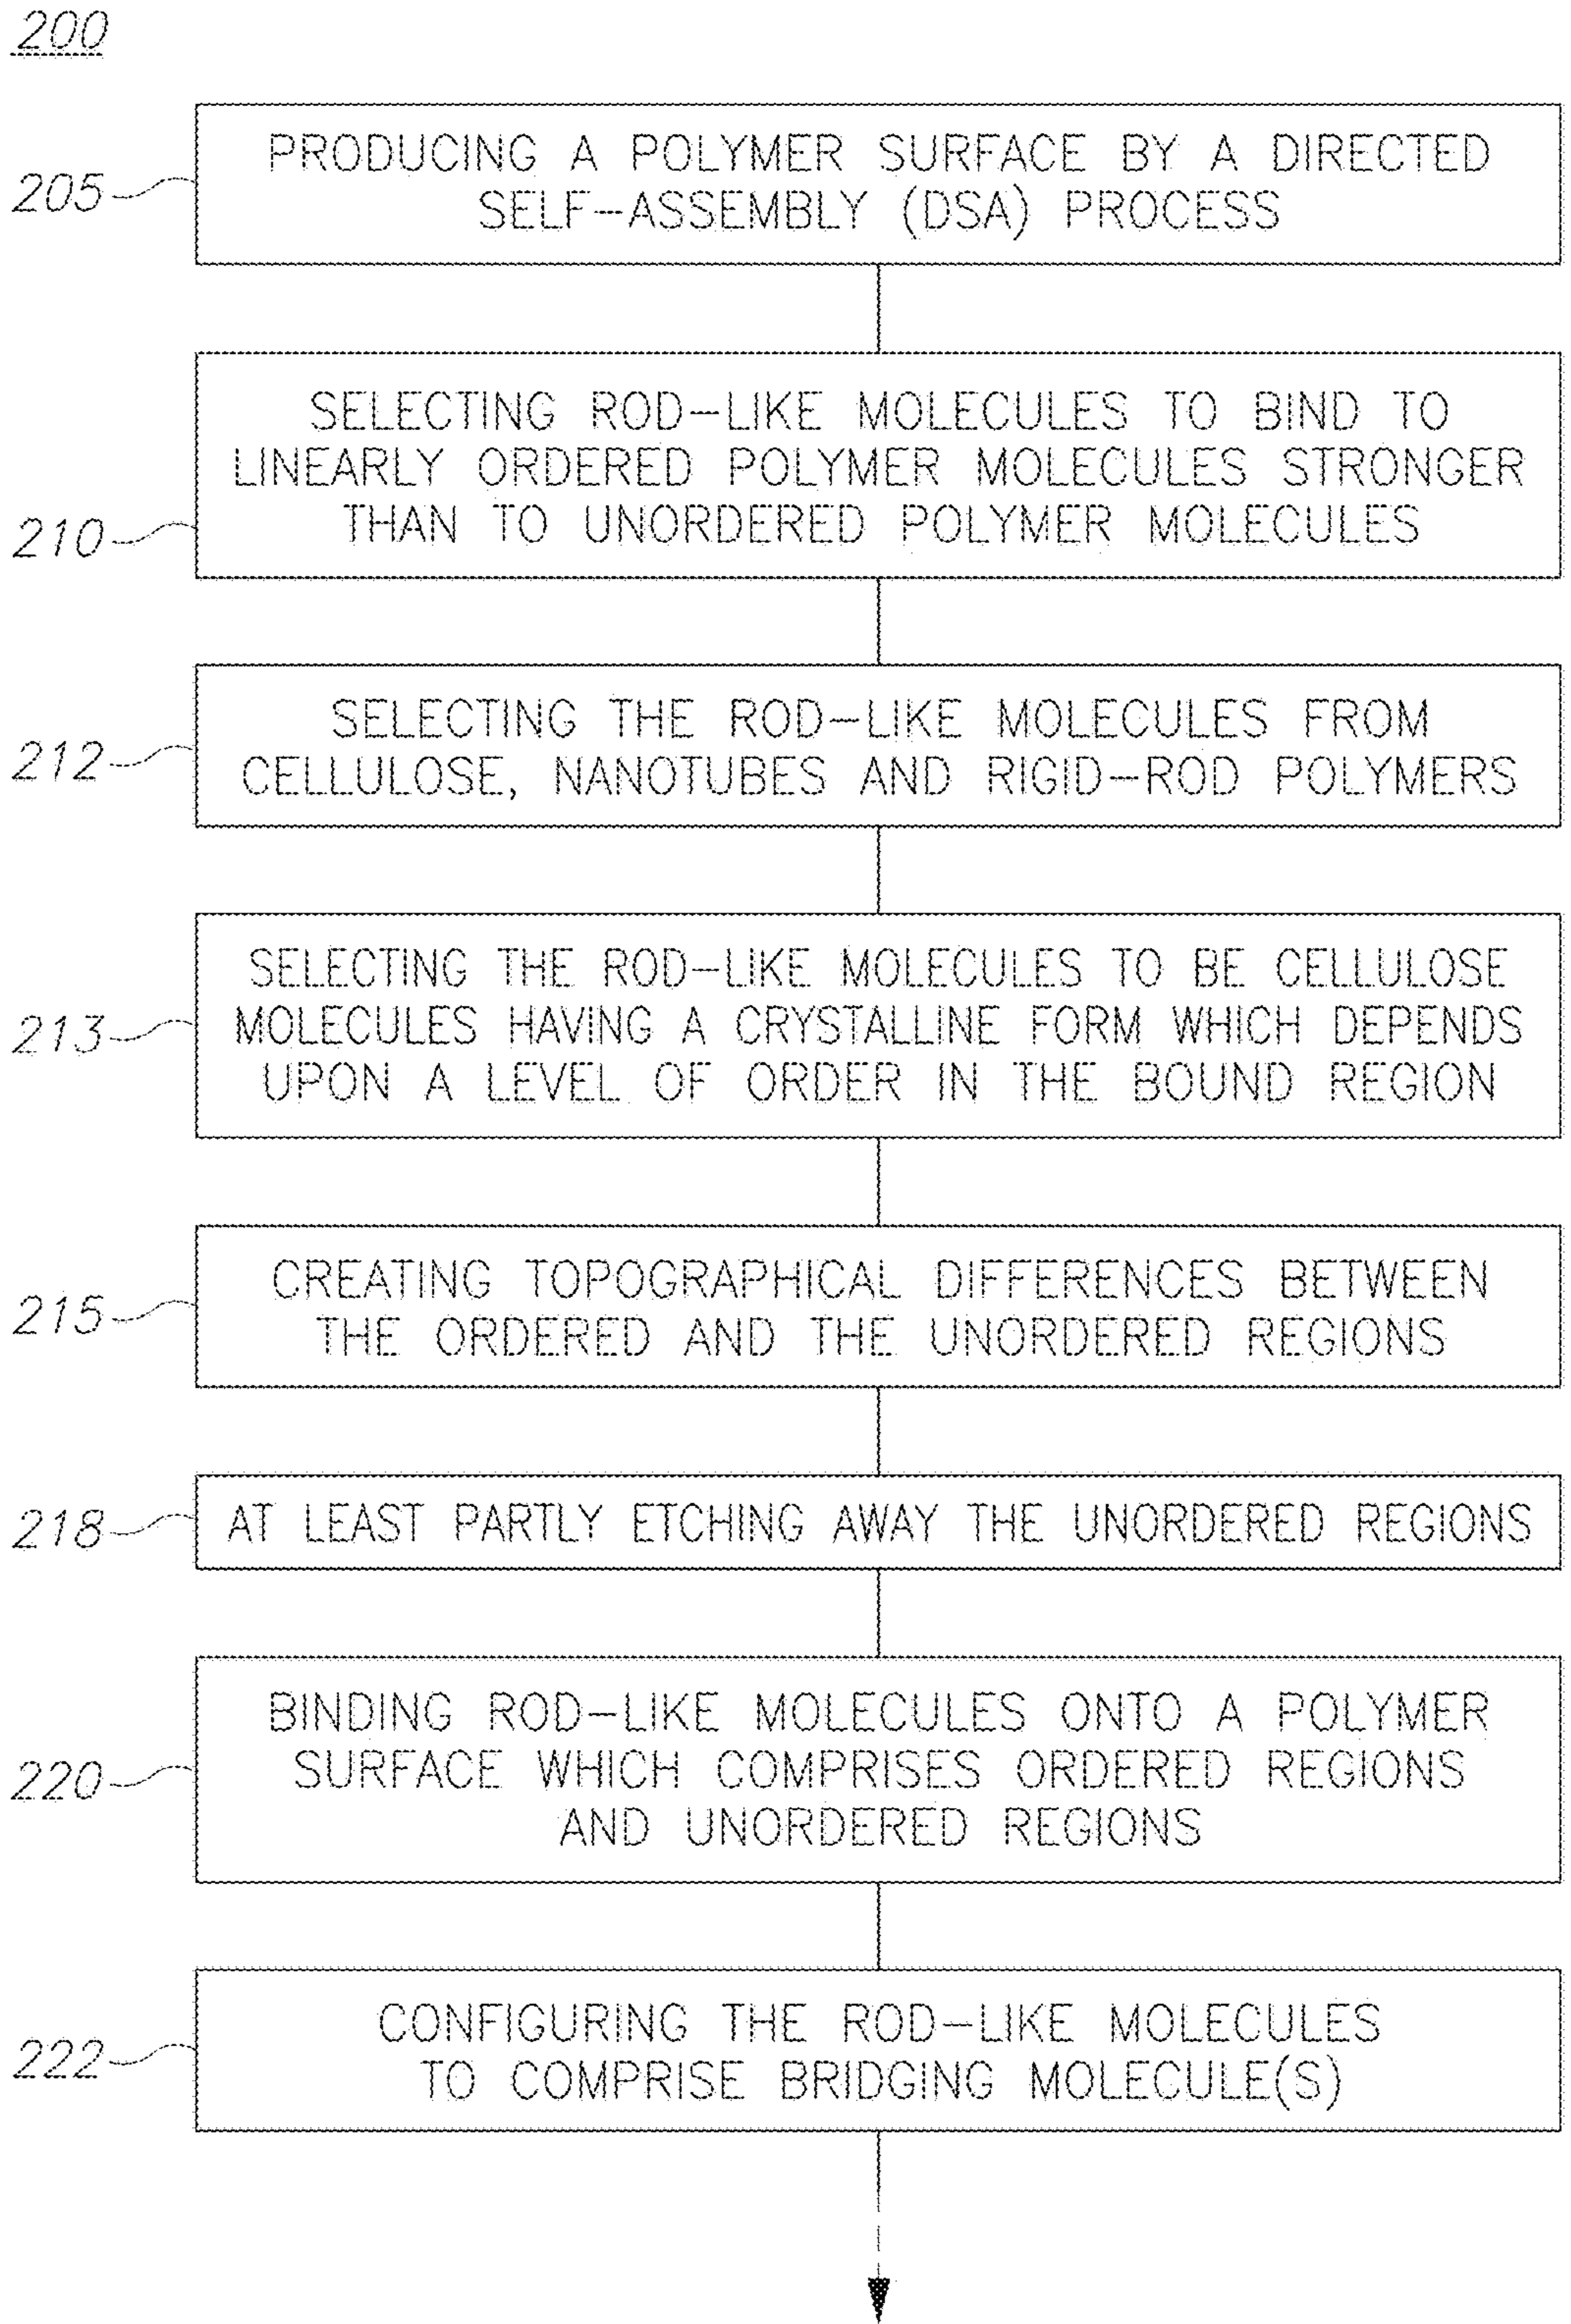 200
205
PRODUCING A POLYMER SURFACE BY A DIRECTED
SELF-ASSEMBLY (DSA) PROCESS
210
SELECTING ROD-LIKE MOLECULES TO BIND TO
LINEARLY ORDERED POLYMER MOLECULES STRONGER
THAN TO UNORDERED POLYMER MOLECULES
212
SELECTING THE ROD-LIKE MOLECULES FROM
CELLULOSE, NANOTUBES AND RIGID-ROD POLYMERS
213
SELECTING THE ROD-LIKE MOLECULES TO BE CELLULOSE
MOLECULES HAVING A CRYSTALLINE FORM WHICH DEPENDS
UPON A LEVEL OF ORDER IN THE BOUND REGION
215
CREATING TOPOGRAPHICAL DIFFERENCES BETWEEN
THE ORDERED AND THE UNORDERED REGIONS
218
AT LEAST PARTLY ETCHING AWAY THE UNORDERED REGIONS
220
BINDING ROD-LIKE MOLECULES ONTO A POLYMER
SURFACE WHICH COMPRISES ORDERED REGIONS
AND UNORDERED REGIONS
222
CONFIGURING THE ROD-LIKE MOLECULES
TO COMPRISE BRIDGING MOLECULE(S)